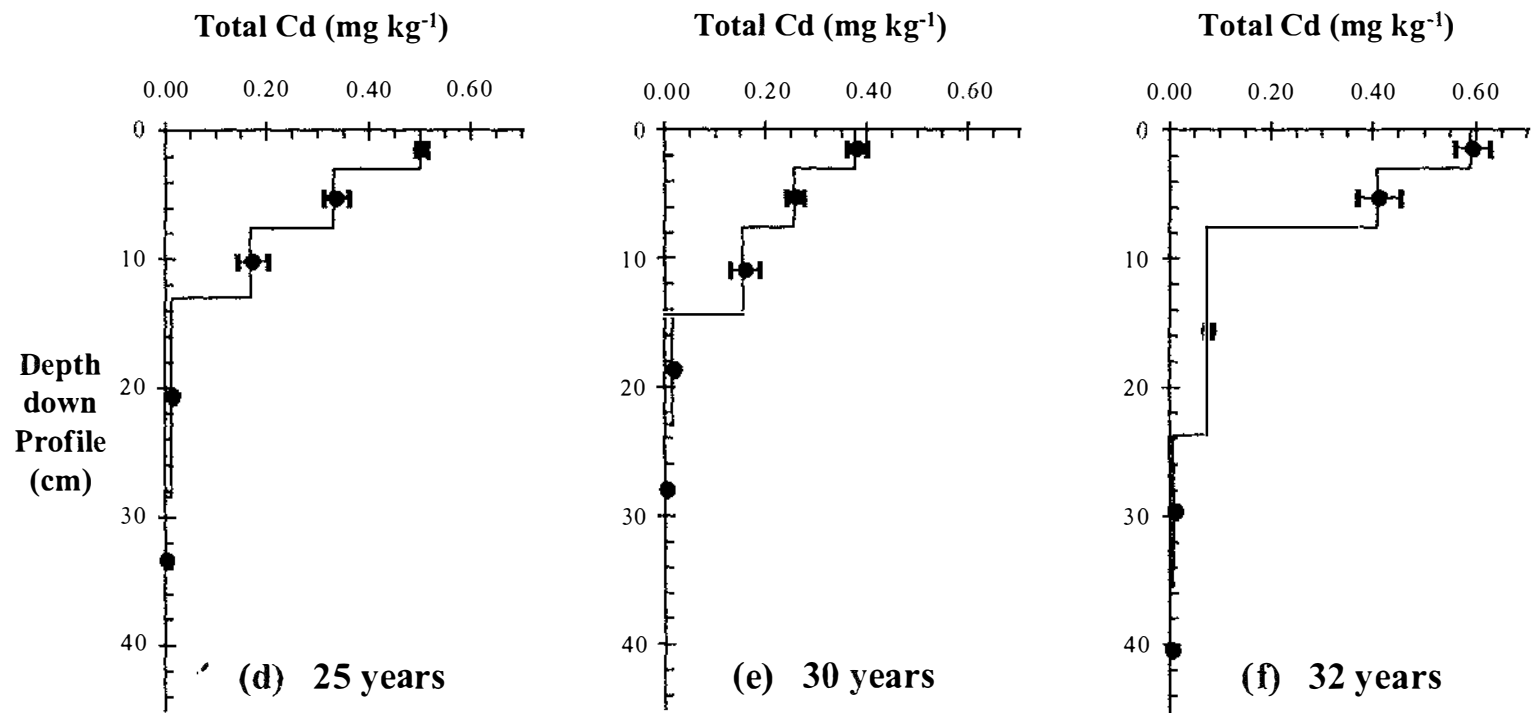 Total Cd (mg kg⁻¹)
0.00 0.20 0.40 0.60
0
10
20
30
40
Depth
down
Profile
(cm)
(d) 25 years
Total Cd (mg kg⁻¹)
0.00 0.20 0.40 0.60
0
10
20
30
40
(e) 30 years
Total Cd (mg kg⁻¹)
0.00 0.20 0.40 0.60
0
10
20
30
40
(f) 32 years